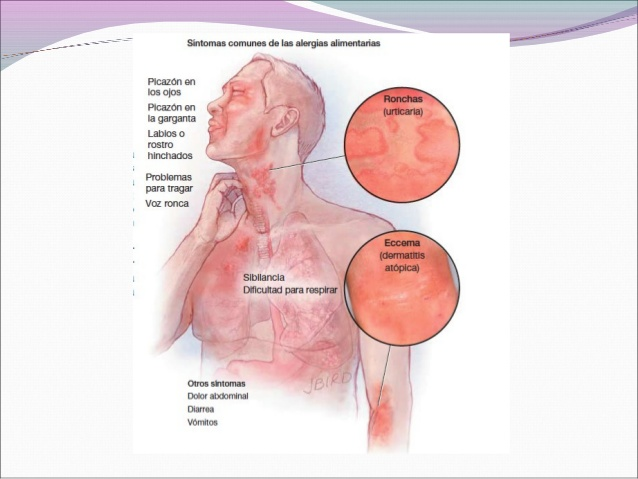 Síntomas comunes de las alergias alimentarias
Picazón en
los ojos
Picazón en
la garganta
Labios o
rostro
hinchados
Problemas
para tragar
Voz ronca
Ronchas
(urticaria)
Eccema
(dermatitis
atópica)
Sibilancia
Dificultad para respirar
JBIRD
Otros síntomas
Dolor abdominal
Diarrea
Vómitos